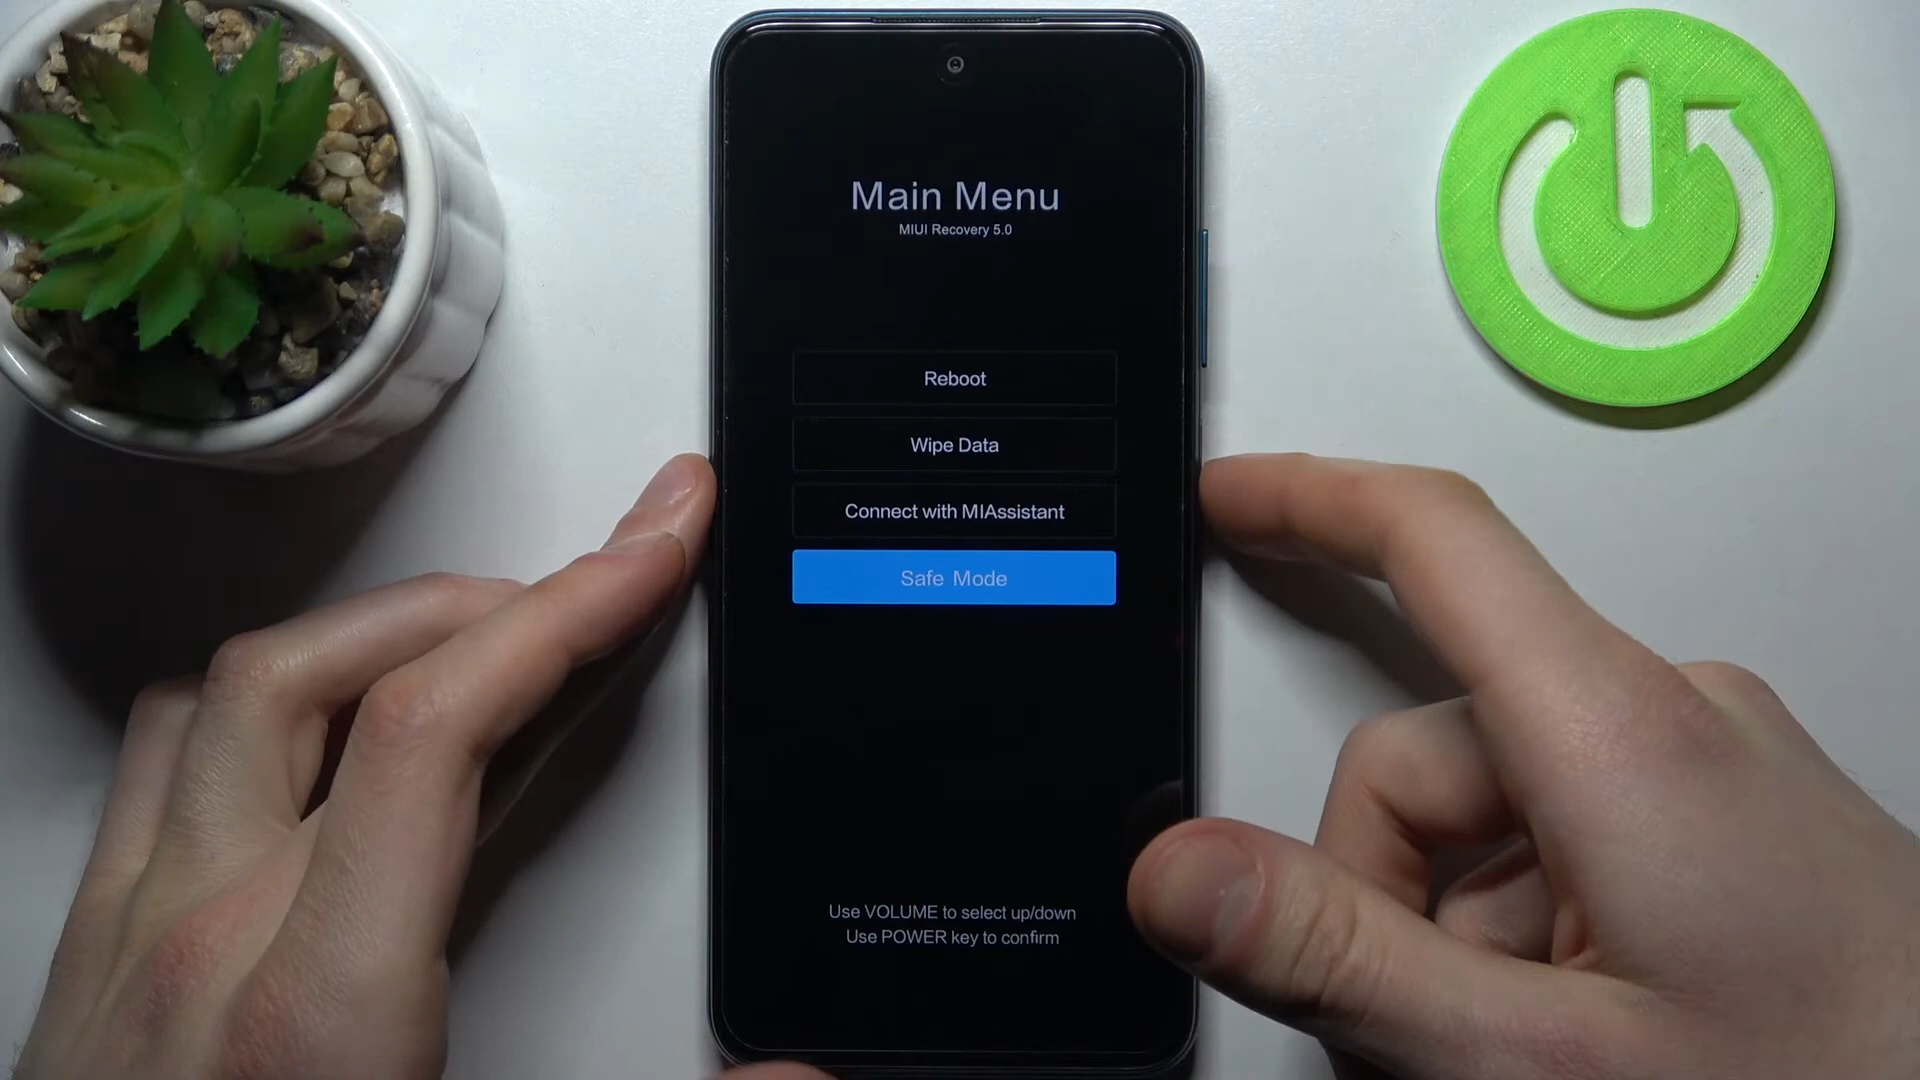 Main Menu
MIUI Recovery 5.0
Reboot
Wipe Data
Connect with MIAssistant
Safe Mode
Use VOLUME to select up/down
Use POWER key to confirm